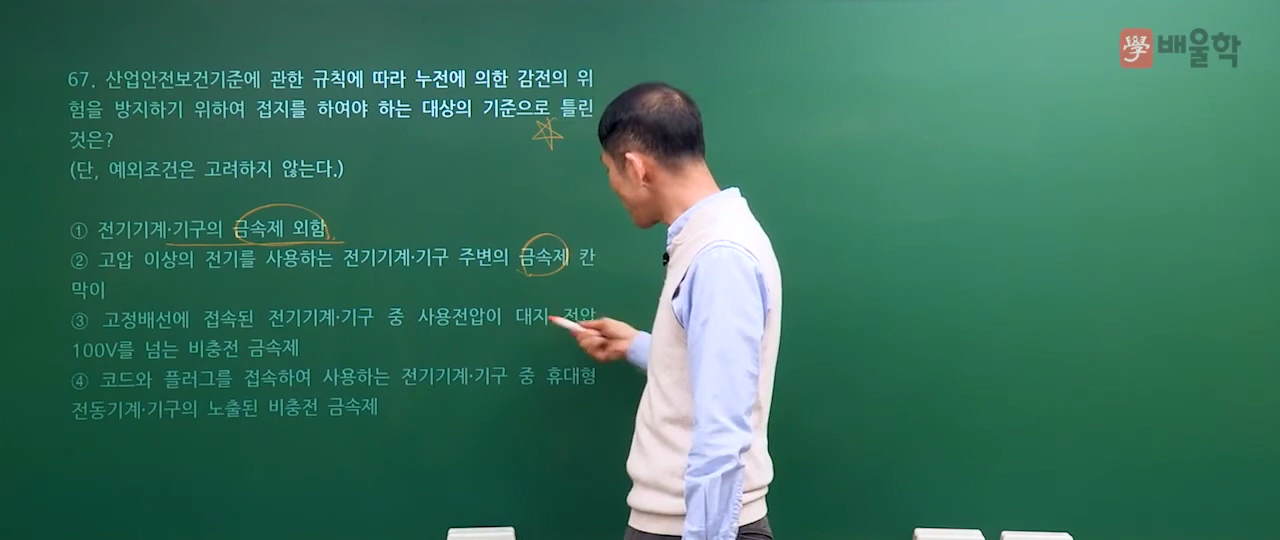 學 배울학
67. 산업안전보건기준에 관한 규칙에 따라 누전에 의한 감전의 위
험을 방지하기 위하여 접지를 하여야 하는 대상의 기준으로 틀린
것은?
(단, 예외조건은 고려하지 않는다.)
① 전기기계·기구의 금속제 외함
② 고압 이상의 전기를 사용하는 전기기계·기구 주변의 금속제 칸
막이
③ 고정배선에 접속된 전기기계·기구 중 사용전압이 대지 전압
100V를 넘는 비충전 금속제
④ 코드와 플러그를 접속하여 사용하는 전기기계·기구 중 휴대형
전동기계·기구의 노출된 비충전 금속제